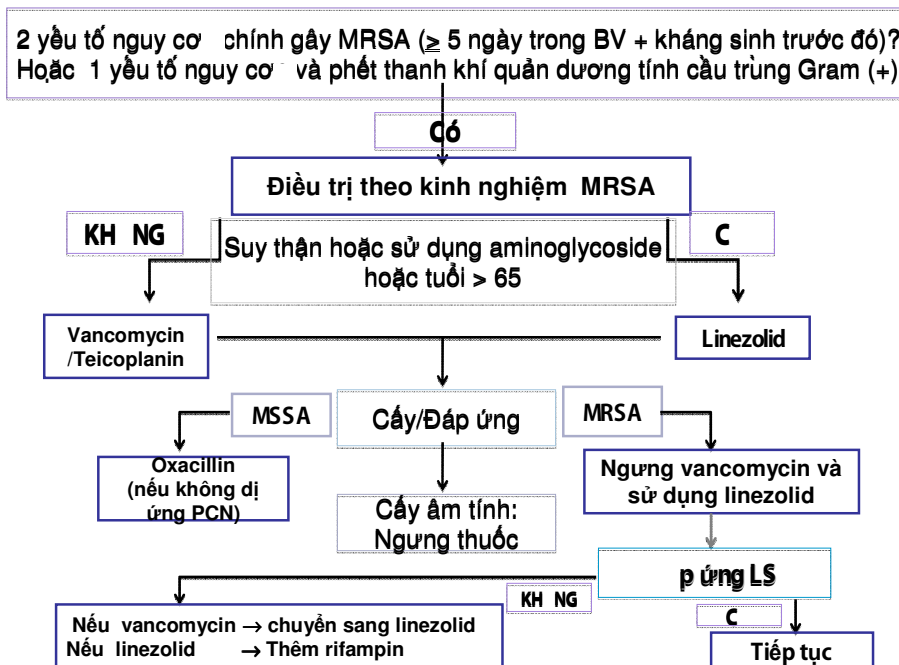 2 yếu tố nguy cơ chính gây MRSA (≥ 5 ngày trong BV + kháng sinh trước đó)?
Hoặc 1 yếu tố nguy cơ và phết thanh khí quản dương tính cầu trùng Gram (+)
Có
Điều trị theo kinh nghiệm MRSA
KH NG
Suy thận hoặc sử dụng aminoglycoside
hoặc tuổi > 65
C
Vancomycin
/Teicoplanin
Linezolid
MSSA
Cấy/Đáp ứng
MRSA
Oxacillin
(nếu không dị
ứng PCN)
Cấy âm tính:
Ngưng thuốc
Ngưng vancomycin và
sử dụng linezolid
p ứng LS
KH NG
C
Nếu vancomycin → chuyển sang linezolid
Nếu linezolid → Thêm rifampin
Tiếp tục